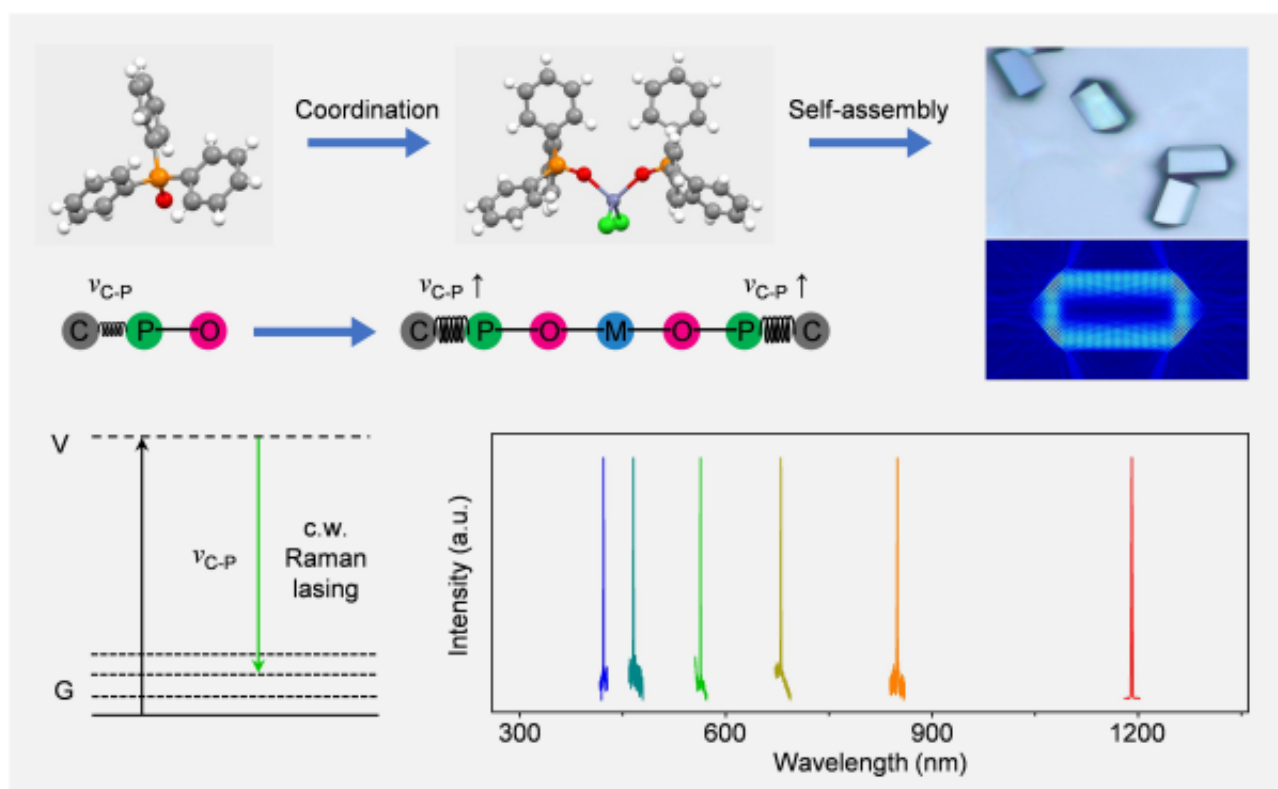 Coordination
Self-assembly
νC-P
νC-P ↑
νC-P ↑
C P O
C P O M O P C
V
νC-P
c.w.
Raman
lasing
G
Intensity (a.u.)
300 600 900 1200
Wavelength (nm)